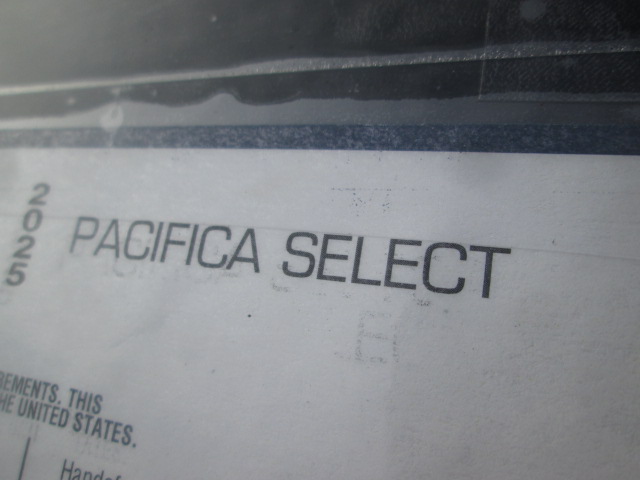 2025
PACIFICA SELECT
REMENTS. THIS
HE UNITED STATES.